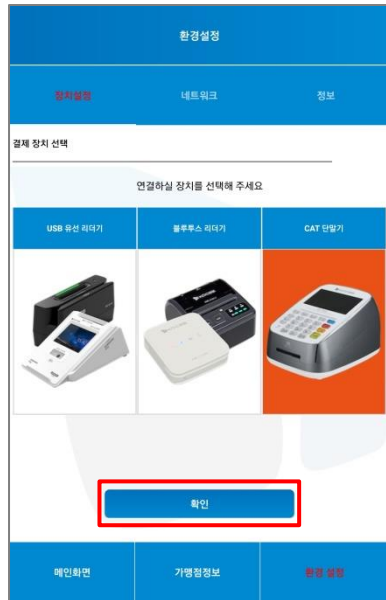 환경설정
장치설정 네트워크 정보
결제 장치 선택
연결하실 장치를 선택해 주세요
USB 유선 리더기 블루투스 리더기 CAT 단말기
확인
메인화면 가맹점정보 환경 설정